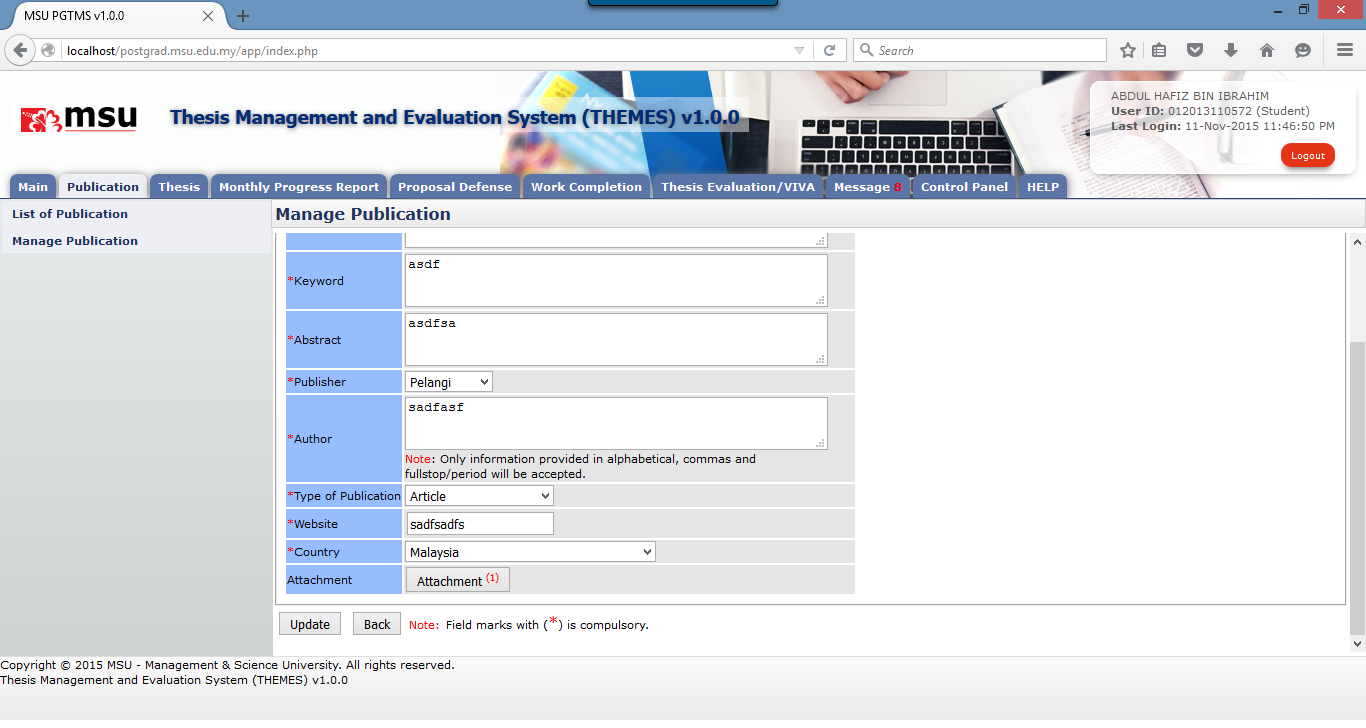 MSU PGTMS v1.0.0
localhost/postgrad.msu.edu.my/app/index.php
Search
msu
Thesis Management and Evaluation System (THEMES) v1.0.0
ABDUL HAFIZ BIN IBRAHIM
User ID: 012013110572 (Student)
Last Login: 11-Nov-2015 11:46:50 PM
Logout
Main Publication Thesis Monthly Progress Report Proposal Defense Work Completion Thesis Evaluation/VIVA Message 8 Control Panel HELP
List of Publication
Manage Publication
Manage Publication
*Keyword asdf
*Abstract asdfsa
*Publisher Pelangi
*Author sadfasf
Note: Only information provided in alphabetical, commas and
fullstop/period will be accepted.
*Type of Publication Article
*Website sadfsadfs
*Country Malaysia
Attachment Attachment (1)
Update Back Note: Field marks with (*) is compulsory.
Copyright © 2015 MSU - Management & Science University. All rights reserved.
Thesis Management and Evaluation System (THEMES) v1.0.0